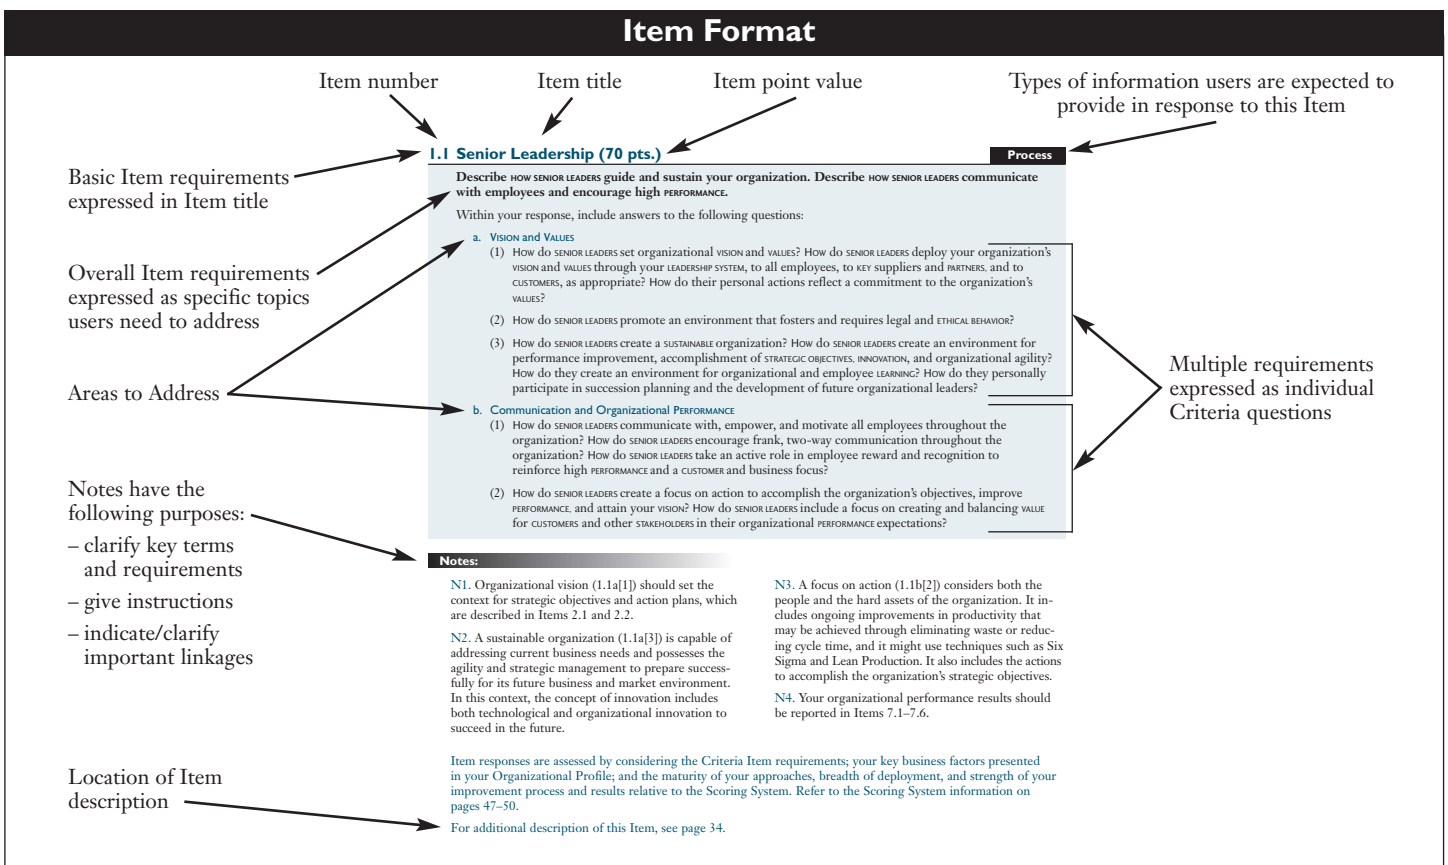 Item Format
Item number
Item title
Item point value
Types of information users are expected to
provide in response to this Item
1.1 Senior Leadership (70 pts.)
Process
Basic Item requirements
expressed in Item title
Describe HOW SENIOR LEADERS guide and sustain your organization. Describe HOW SENIOR LEADERS communicate
with employees and encourage high PERFORMANCE.
Within your response, include answers to the following questions:
Overall Item requirements
expressed as specific topics
users need to address
a. VISION and VALUES
(1) HOW do SENIOR LEADERS set organizational VISION and VALUES? HOW do SENIOR LEADERS deploy your organization's
VISION and VALUES through your LEADERSHIP SYSTEM, to all employees, to KEY suppliers and PARTNERS, and to
CUSTOMERS, as appropriate? HOW do their personal actions reflect a commitment to the organization's
VALUES?
(2) HOW do SENIOR LEADERS promote an environment that fosters and requires legal and ETHICAL BEHAVIOR?
(3) HOW do SENIOR LEADERS create a SUSTAINABLE organization? HOW do SENIOR LEADERS create an environment for
performance improvement, accomplishment of STRATEGIC OBJECTIVES, INNOVATION, and organizational agility?
HOW do they create an environment for organizational and employee LEARNING? HOW do they personally
participate in succession planning and the development of future organizational leaders?
Areas to Address
Multiple requirements
expressed as individual
Criteria questions
b. Communication and Organizational PERFORMANCE
(1) HOW do SENIOR LEADERS communicate with, empower, and motivate all employees throughout the
organization? HOW do SENIOR LEADERS encourage frank, two-way communication throughout the
organization? HOW do SENIOR LEADERS take an active role in employee reward and recognition to
reinforce high PERFORMANCE and a CUSTOMER and business focus?
(2) HOW do SENIOR LEADERS create a focus on action to accomplish the organization's objectives, improve
PERFORMANCE, and attain your VISION? HOW do SENIOR LEADERS include a focus on creating and balancing VALUE
for CUSTOMERS and other STAKEHOLDERS in their organizational PERFORMANCE expectations?
Notes have the
following purposes:
– clarify key terms
and requirements
– give instructions
– indicate/clarify
important linkages
Notes:
N1. Organizational vision (1.1a[1]) should set the
context for strategic objectives and action plans, which
are described in Items 2.1 and 2.2.
N2. A sustainable organization (1.1a[3]) is capable of
addressing current business needs and possesses the
agility and strategic management to prepare success-
fully for its future business and market environment.
In this context, the concept of innovation includes
both technological and organizational innovation to
succeed in the future.
N3. A focus on action (1.1b[2]) considers both the
people and the hard assets of the organization. It in-
cludes ongoing improvements in productivity that
may be achieved through eliminating waste or reduc-
ing cycle time, and it might use techniques such as Six
Sigma and Lean Production. It also includes the actions
to accomplish the organization's strategic objectives.
N4. Your organizational performance results should
be reported in Items 7.1–7.6.
Item responses are assessed by considering the Criteria Item requirements; your key business factors presented
in your Organizational Profile; and the maturity of your approaches, breadth of deployment, and strength of your
improvement process and results relative to the Scoring System. Refer to the Scoring System information on
pages 47–50.
Location of Item
description
For additional description of this Item, see page 34.